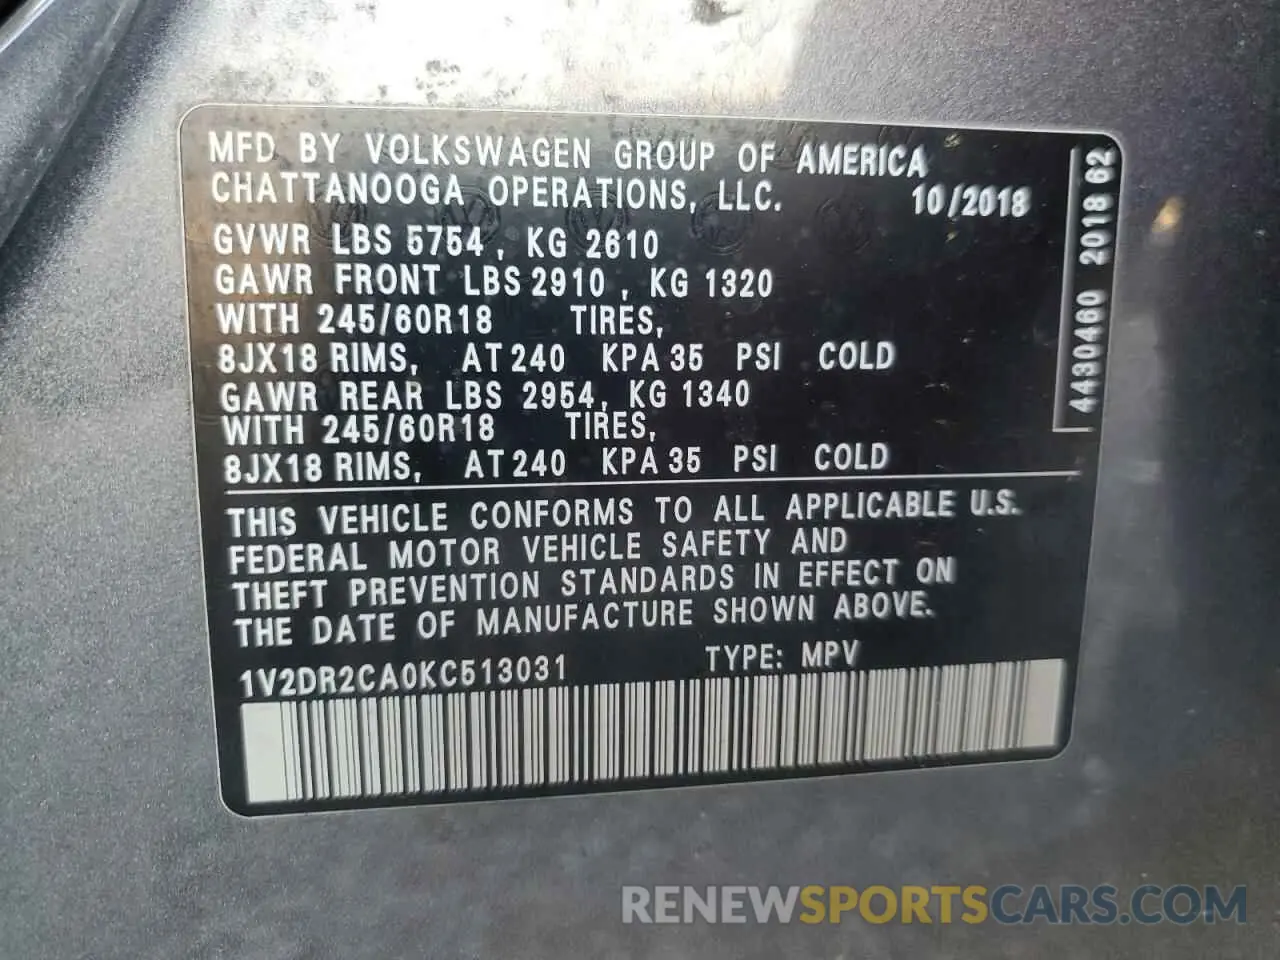 MFD BY VOLKSWAGEN GROUP OF AMERICA
CHATTANOOGA OPERATIONS, LLC. 10/2018
GVWR LBS 5754, KG 2610
GAWR FRONT LBS 2910, KG 1320
WITH 245/60R18 TIRES,
8JX18 RIMS, AT 240 KPA 35 PSI COLD
GAWR REAR LBS 2954, KG 1340
WITH 245/60R18 TIRES,
8JX18 RIMS, AT 240 KPA 35 PSI COLD
THIS VEHICLE CONFORMS TO ALL APPLICABLE U.S.
FEDERAL MOTOR VEHICLE SAFETY AND
THEFT PREVENTION STANDARDS IN EFFECT ON
THE DATE OF MANUFACTURE SHOWN ABOVE.
1V2DR2CA0KC513031 TYPE: MPV
4430460 2018 62
RENEWSPORTSCARS.COM